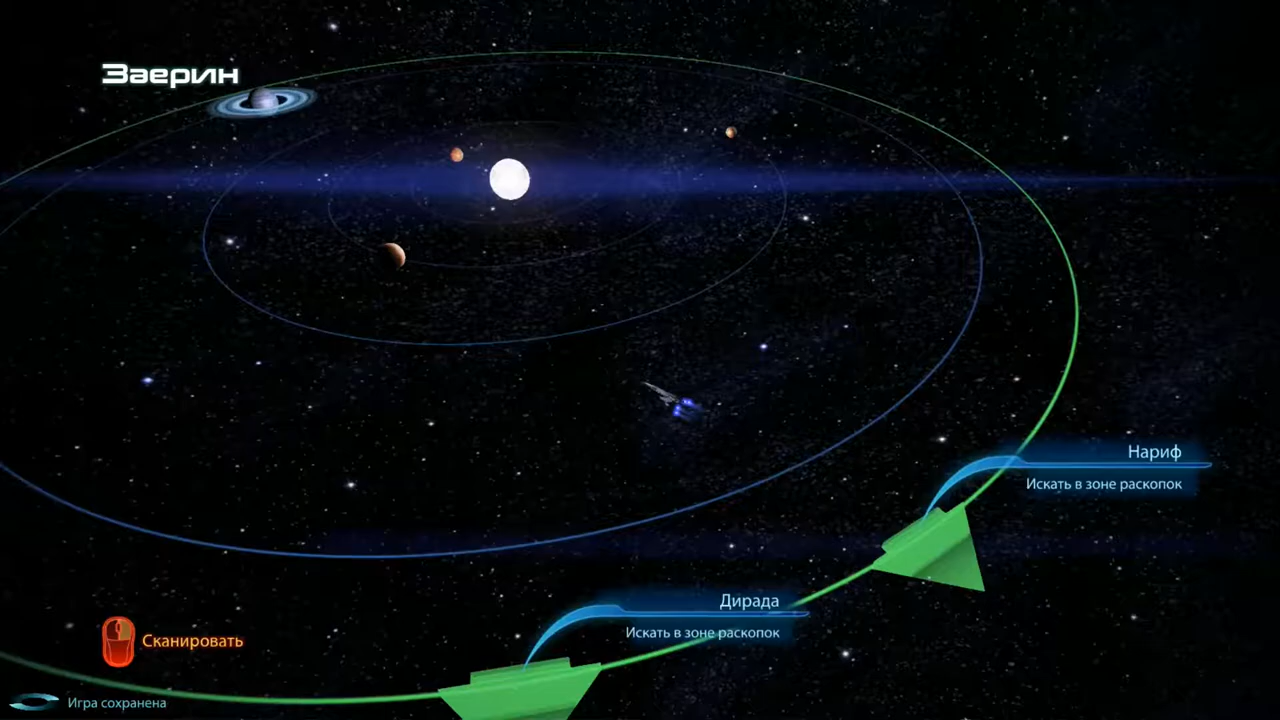 Заерин
Нариф
Искать в зоне раскопок
Дирада
Искать в зоне раскопок
Сканировать
Игра сохранена